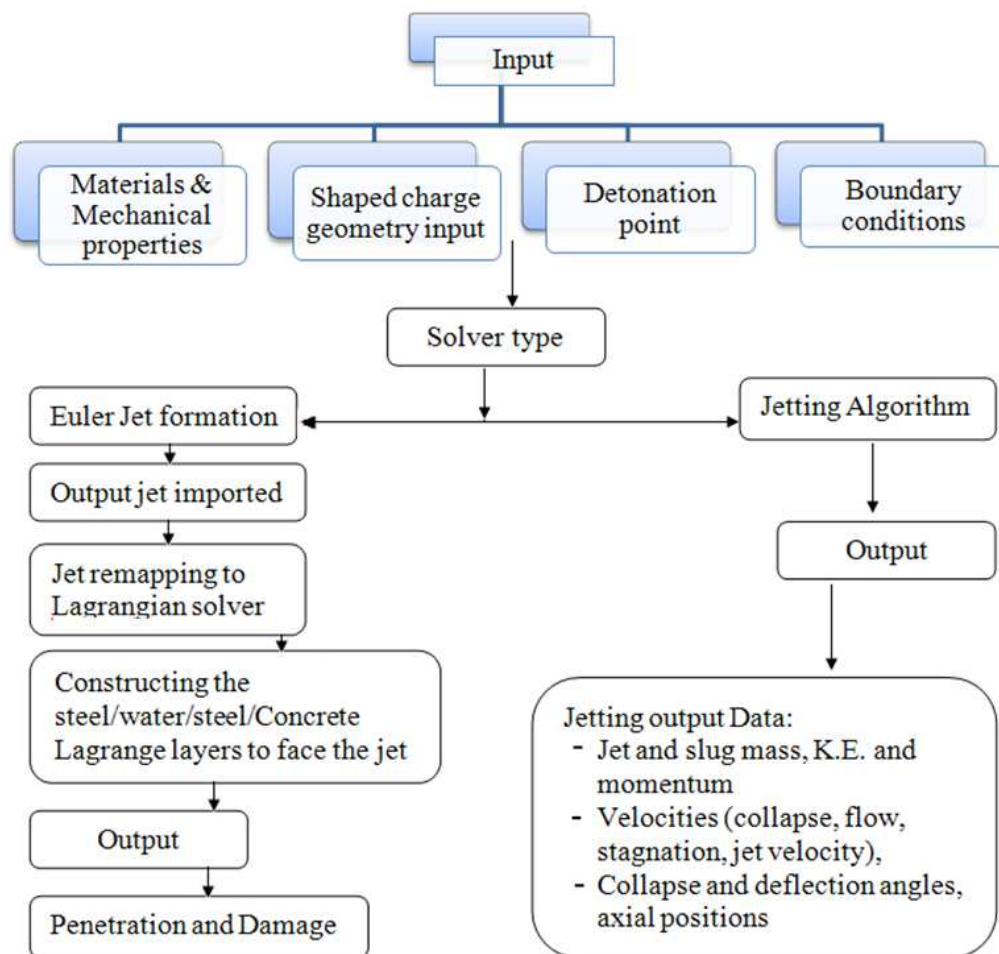 Input
Materials &
Mechanical
properties
Shaped charge
geometry input
Detonation
point
Boundary
conditions
Solver type
Euler Jet formation
Jetting Algorithm
Output jet imported
Output
Jet remapping to
Lagrangian solver
Constructing the
steel/water/steel/Concrete
Lagrange layers to face the jet
Output
Penetration and Damage
Jetting output Data:
- Jet and slug mass, K.E. and
momentum
- Velocities (collapse, flow,
stagnation, jet velocity),
- Collapse and deflection angles,
axial positions